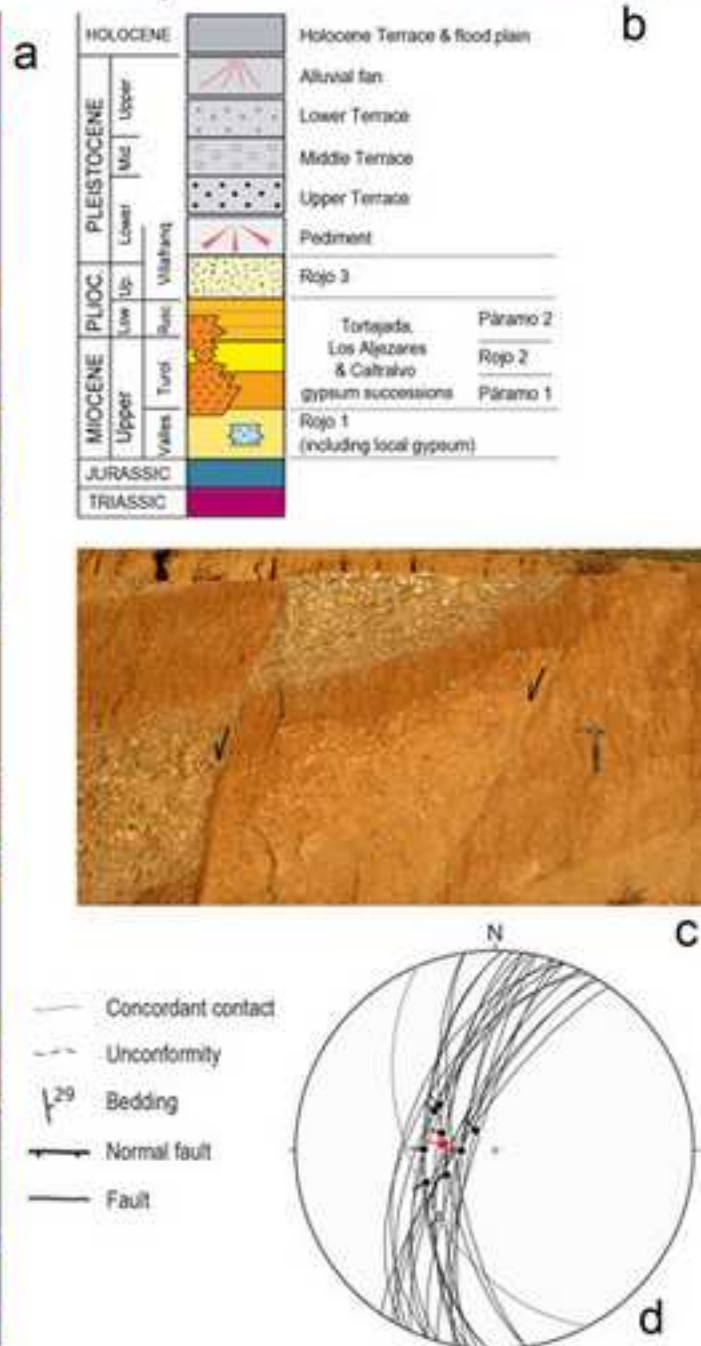 a
b
HOLOCENE
Holocene Terrace & flood plain
PLEISTOCENE
Upper
Alluvial fan
Lower Terrace
Mid
Middle Terrace
Lower
Upper Terrace
Villafranq.
Pediment
PLIOC.
Up.
Rojo 3
Low
Rusc.
Tortajada,
Los Aljezares
& Caltralvo
gypsum successions
Páramo 2
Rojo 2
Páramo 1
MIOCENE
Upper
Turol.
Valles.
Rojo 1
(including local gypsum)
JURASSIC
TRIASSIC
c
N
Concordant contact
Unconformity
29
Bedding
Normal fault
Fault
d